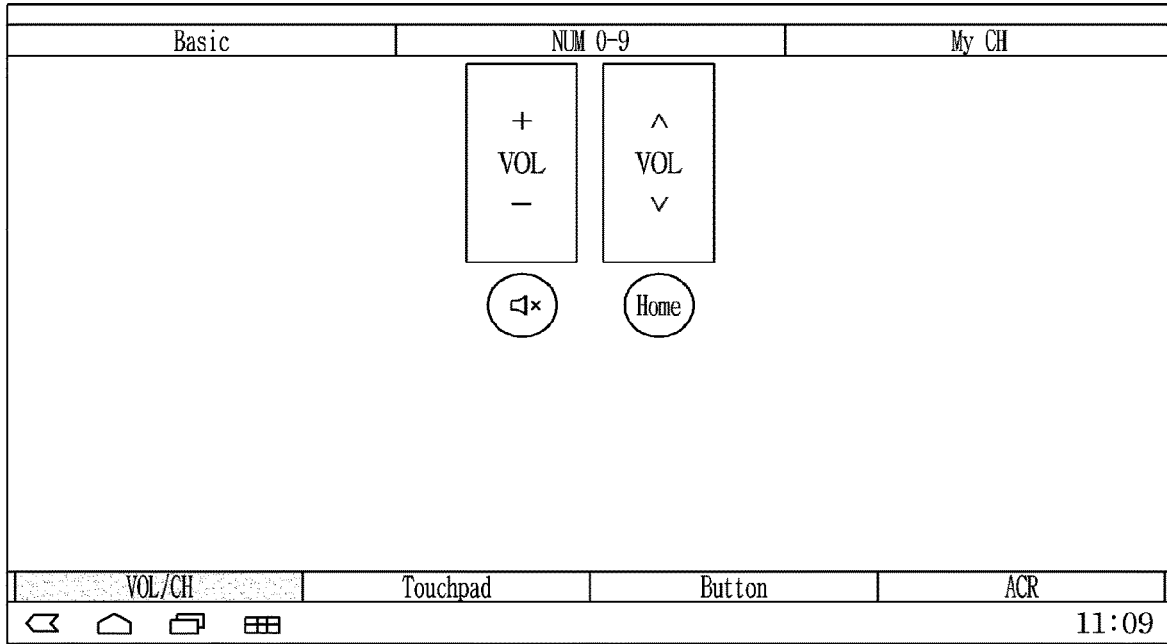 Basic NUM 0-9 My CH
+ ^
VOL VOL
− v
Home
VOL/CH Touchpad Button ACR
11:09